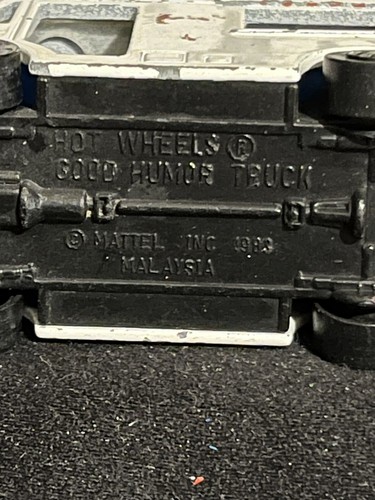 HOT WHEELS ®
GOOD HUMOR TRUCK
© MATTEL INC 1983
MALAYSIA